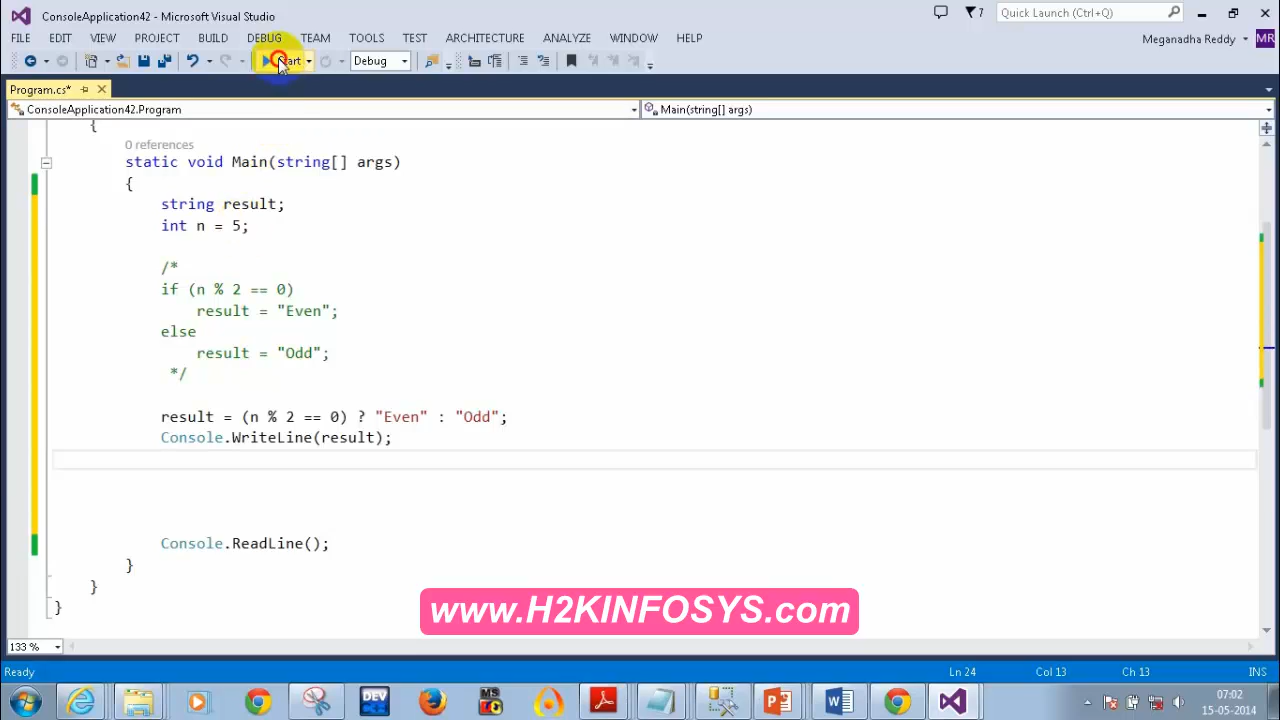 ConsoleApplication42 - Microsoft Visual Studio
7
Quick Launch (Ctrl+Q)
FILE EDIT VIEW PROJECT BUILD DEBUG TEAM TOOLS TEST ARCHITECTURE ANALYZE WINDOW HELP
Meganadha Reddy MR
Start Debug
Program.cs*
ConsoleApplication42.Program
Main(string[] args)
{
0 references
static void Main(string[] args)
{
string result;
int n = 5;
/*
if (n % 2 == 0)
result = "Even";
else
result = "Odd";
*/
result = (n % 2 == 0) ? "Even" : "Odd";
Console.WriteLine(result);
Console.ReadLine();
}
}
}
www.H2KINFOSYS.com
133 %
Ready Ln 24 Col 13 Ch 13 INS
DEV MS
07:02
15-05-2014